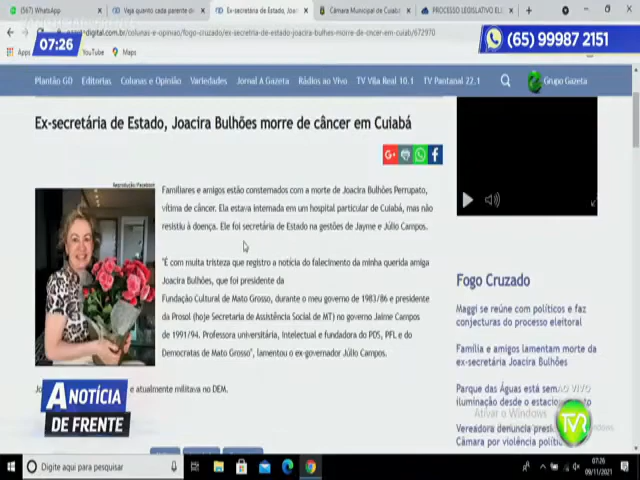 (567) WhatsApp
Veja quanto cada parente d
Ex-secretária de Estado, Joacira
Câmara Municipal de Cuiabá
PROCESSO LEGISLATIVO EL
digital.com.br/colunas-e-opiniao/fogo-cruzado/ex-secretria-de-estado-joacira-bulhes-morre-de-cncer-em-cuiab/672970
07:26
(65) 99987 2151
Apps
YouTube
Maps
Plantão GD Editorias Colunas e Opinião Variedades Jornal A Gazeta Rádios ao Vivo TV Vila Real 10.1 TV Pantanal 22.1 Grupo Gazeta
Ex-secretária de Estado, Joacira Bulhões morre de câncer em Cuiabá
G+
Reprodução/Facebook
Familiares e amigos estão consternados com a morte de Joacira Bulhões Perrupato,
vítima de câncer. Ela estava internada em um hospital particular de Cuiabá, mas não
resistiu à doença. Ele foi secretária de Estado na gestões de Jayme e Júlio Campos.
"É com muita tristeza que registro a notícia do falecimento da minha querida amiga
Joacira Bulhões, que foi presidente da
Fundação Cultural de Mato Grosso, durante o meu governo de 1983/86 e presidente
da Prosol (hoje Secretaria de Assistência Social de MT) no governo Jaime Campos
de 1991/94. Professora universitária, intelectual e fundadora do PDS, PFL e do
Democratas de Mato Grosso", lamentou o ex-governador Júlio Campos.
e atualmente militava no DEM.
Fogo Cruzado
Maggi se reúne com políticos e faz
conjecturas do processo eleitoral
Família e amigos lamentam morte da
ex-secretária Joacira Bulhões
Parque das Águas está sem
iluminação desde o estacionamento
Vereadora denuncia
Câmara por violência
AO VIVO
Ativar o Windows
TVR
A NOTÍCIA
DE FRENTE
Digite aqui para pesquisar
07:26
09/11/2021